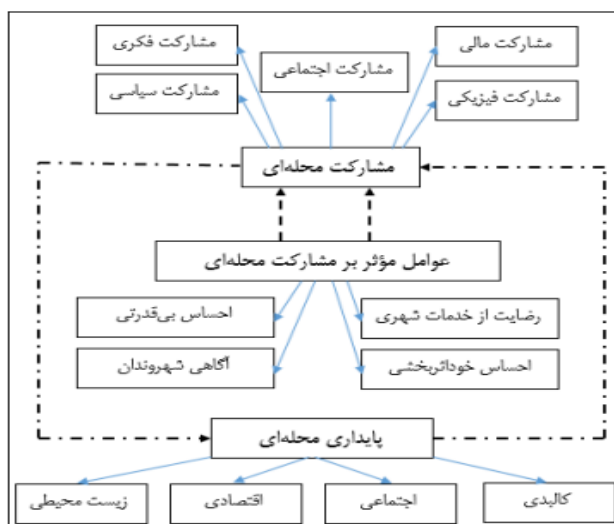 مشارکت مالی
مشارکت فکری
مشارکت اجتماعی
مشارکت فیزیکی
مشارکت سیاسی
مشارکت محله‌ای
عوامل مؤثر بر مشارکت محله‌ای
رضایت از خدمات شهری
احساس بی‌قدرتی
احساس خوداثربخشی
آگاهی شهروندان
پایداری محله‌ای
کالبدی
اجتماعی
اقتصادی
زیست محیطی